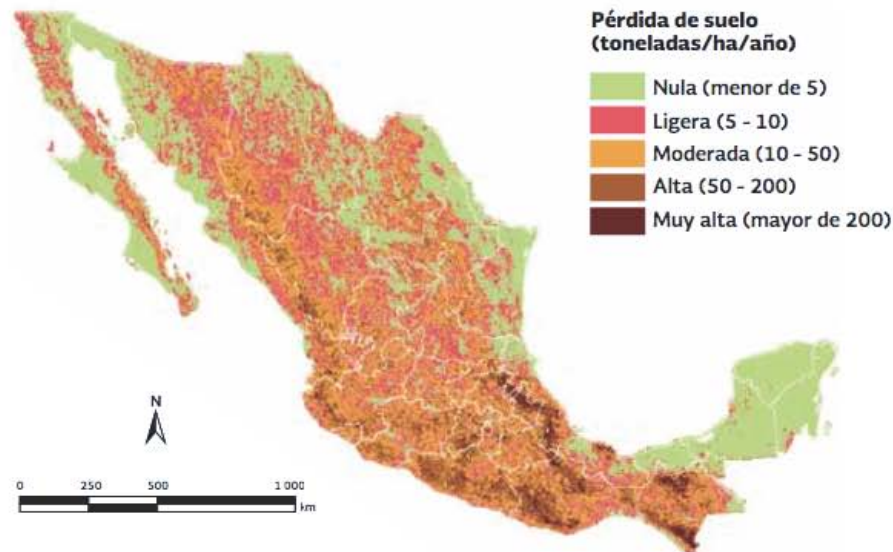 Pérdida de suelo
(toneladas/ha/año)
Nula (menor de 5)
Ligera (5 - 10)
Moderada (10 - 50)
Alta (50 - 200)
Muy alta (mayor de 200)
N
0 250 500 1 000
km